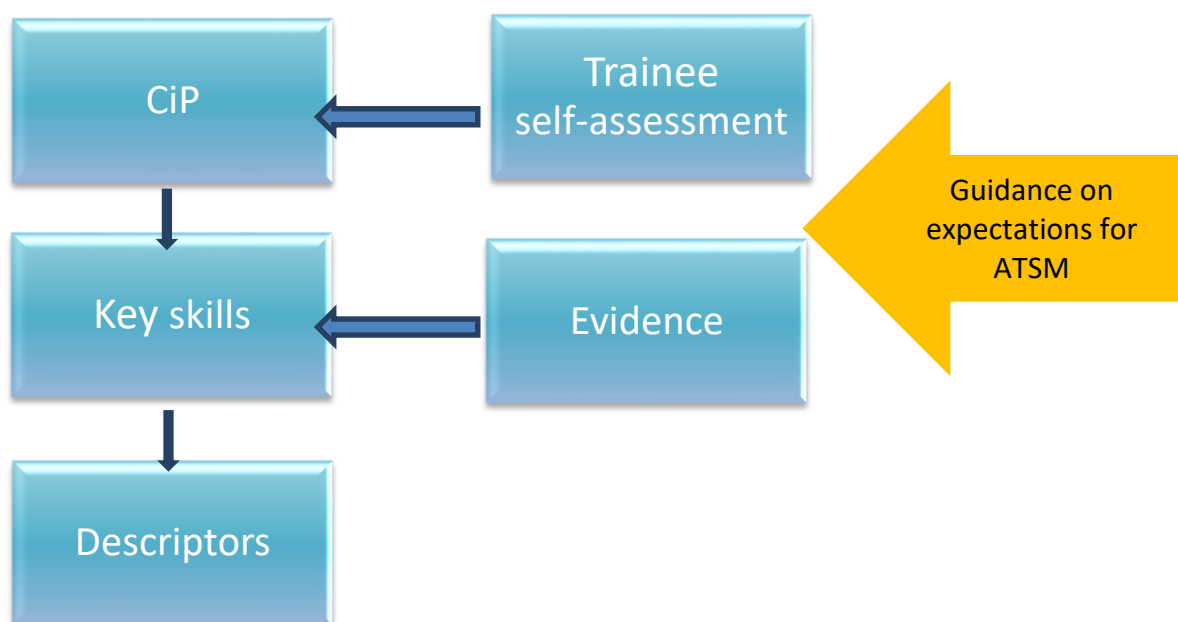 CiP
Trainee
self-assessment
Guidance on
expectations for
ATSM
Key skills
Evidence
Descriptors